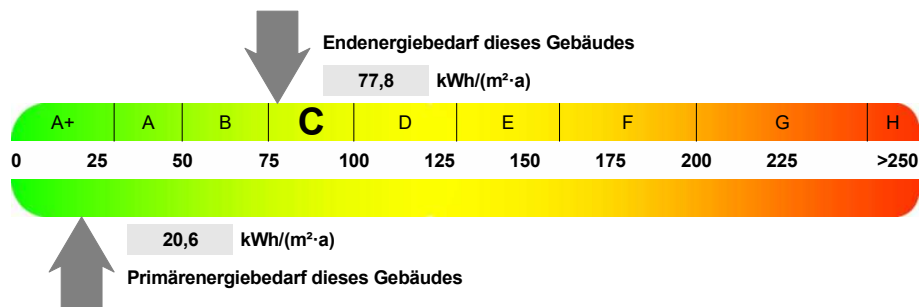 Endenergiebedarf dieses Gebäudes
77,8 kWh/(m²·a)
A+ A B C D E F G H
0 25 50 75 100 125 150 175 200 225 >250
20,6 kWh/(m²·a)
Primärenergiebedarf dieses Gebäudes